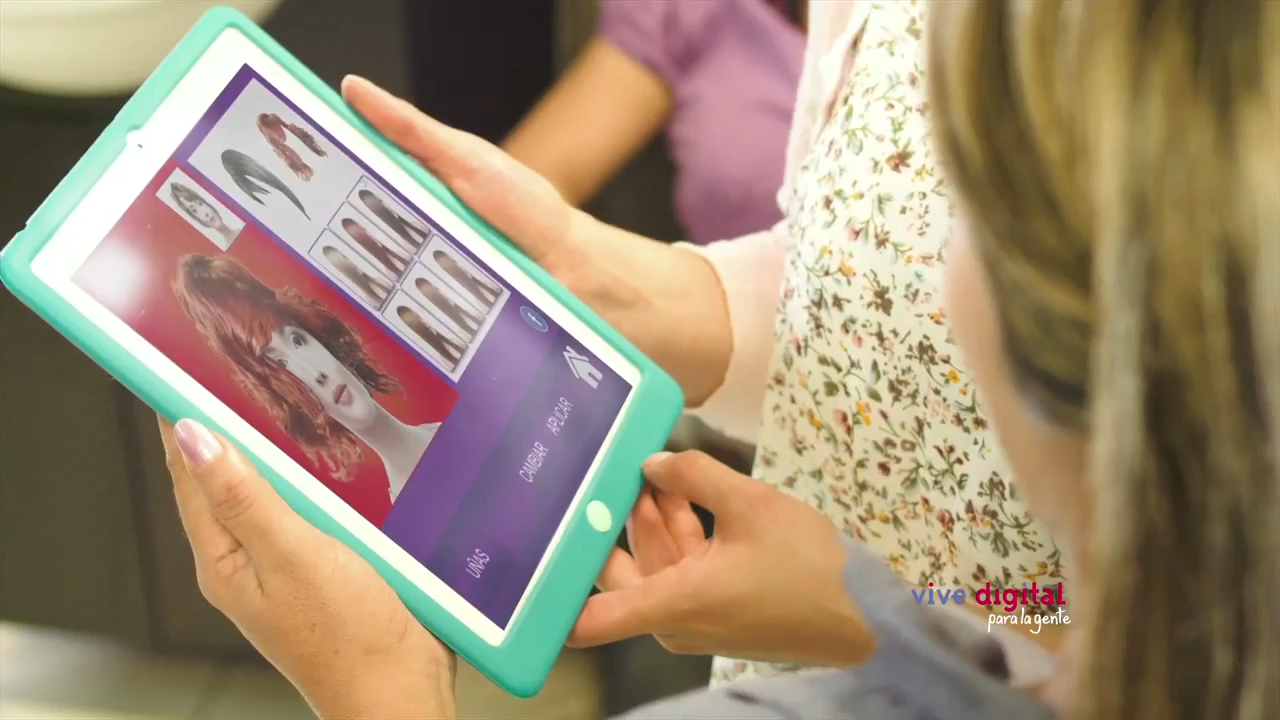 f
APLICAR
CAMBIAR
UÑAS
vive digital
para la gente